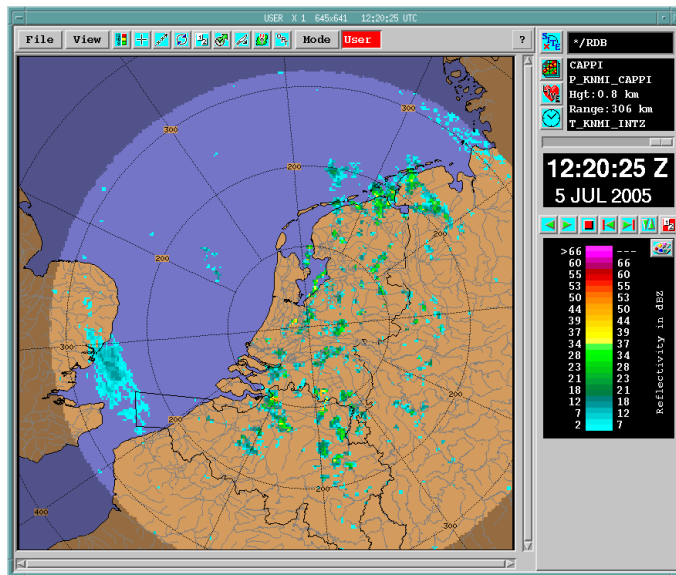 USER X 1 645x641 12:20:25 UTC
File View Mode User ?
*/RDB
CAPPI
P_KNMI_CAPPI
Hgt:0.8 km
Range:306 km
T_KNMI_INTZ
12:20:25 Z
5 JUL 2005
>66 ---
60 66
55 60
53 55
50 53
44 50
39 44
37 39
34 37
28 34
23 28
21 23
18 21
12 18
7 12
2 7
Reflectivity in dBZ
300
300
200
200
200
300
200
200
300
400